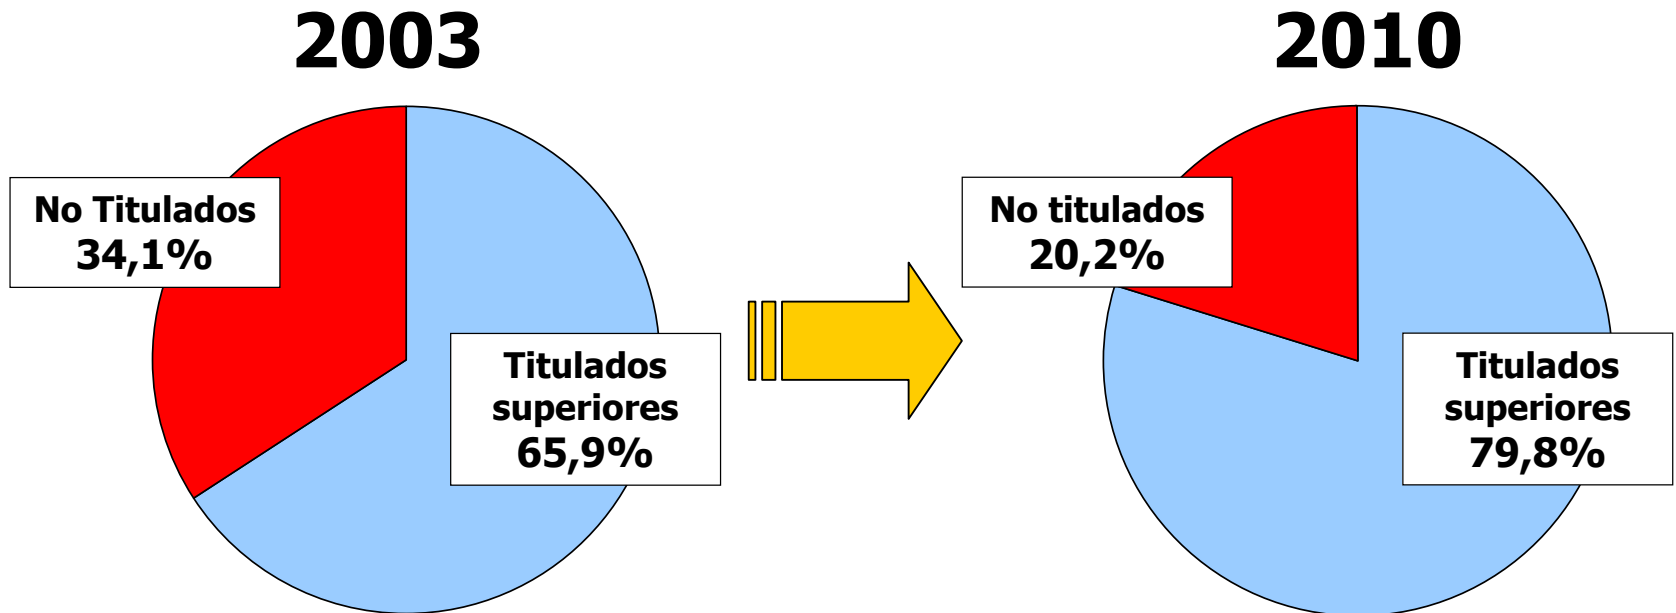 2003
No Titulados
34,1%
Titulados
superiores
65,9%
2010
No titulados
20,2%
Titulados
superiores
79,8%